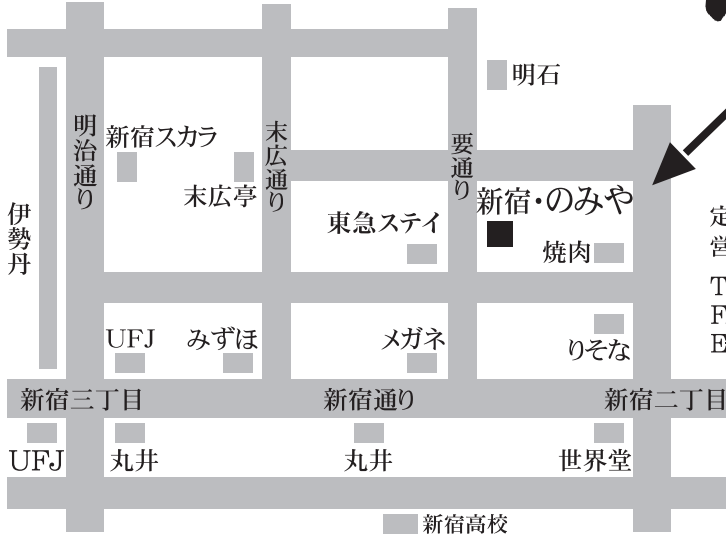 明石
明治通り
新宿スカラ
末広通り
要通り
末広亭
新宿・のみや
伊勢丹
東急ステイ
焼肉
定
営
T
F
E
UFJ
みずほ
メガネ
りそな
新宿三丁目
新宿通り
新宿二丁目
UFJ
丸井
丸井
世界堂
新宿高校